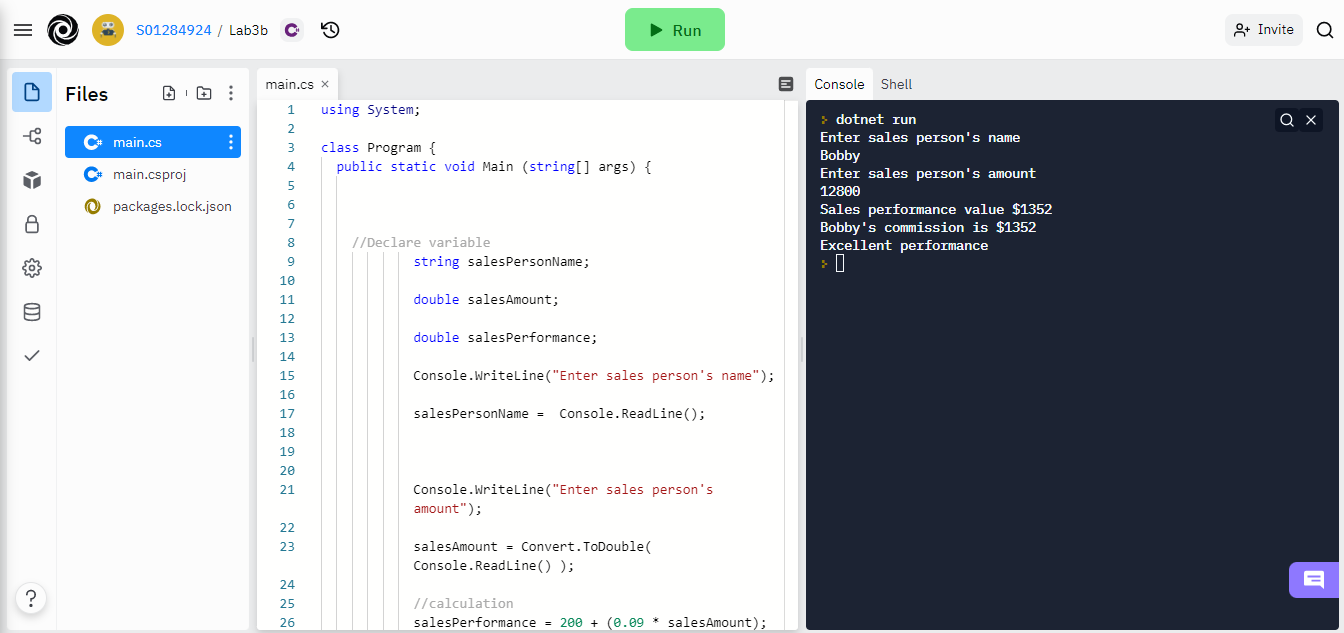 S01284924 / Lab3b
Run
Invite
Files
main.cs
main.csproj
packages.lock.json
main.cs ×
1 using System;
2
3 class Program {
4 public static void Main (string[] args) {
5
6
7
8 //Declare variable
9 string salesPersonName;
10
11 double salesAmount;
12
13 double salesPerformance;
14
15 Console.WriteLine("Enter sales person's name");
16
17 salesPersonName =  Console.ReadLine();
18
19
20
21 Console.WriteLine("Enter sales person's
amount");
22
23 salesAmount = Convert.ToDouble(
Console.ReadLine() );
24
25 //calculation
26 salesPerformance = 200 + (0.09 * salesAmount);
Console Shell
dotnet run
Enter sales person's name
Bobby
Enter sales person's amount
12800
Sales performance value $1352
Bobby's commission is $1352
Excellent performance
?